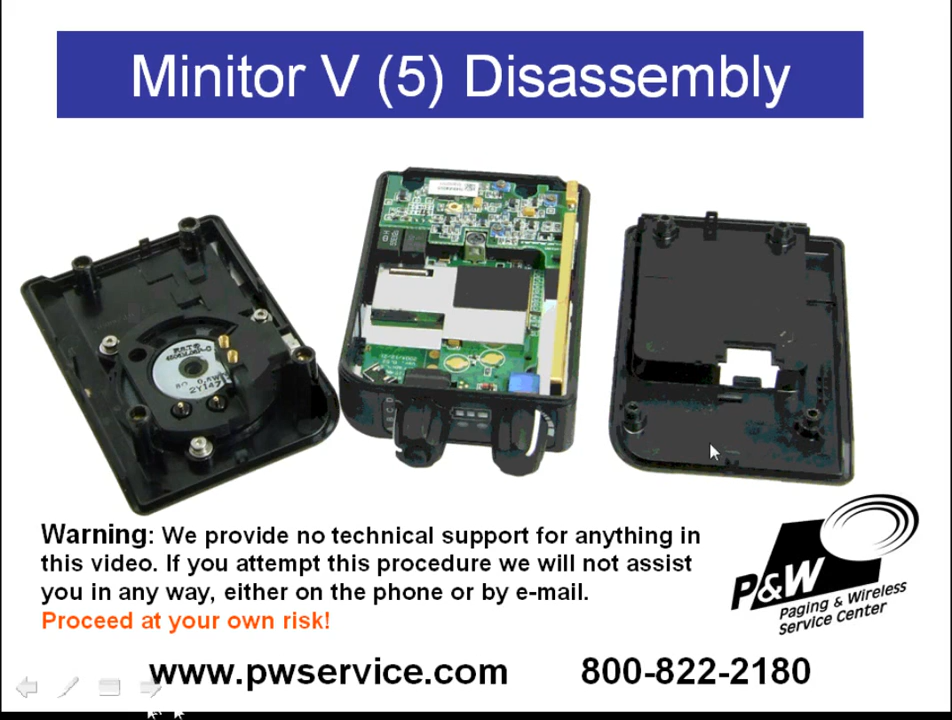 Minitor V (5) Disassembly
Warning: We provide no technical support for anything in
this video. If you attempt this procedure we will not assist
you in any way, either on the phone or by e-mail.
Proceed at your own risk!
P&W
Paging & Wireless
Service Center
www.pwservice.com
800-822-2180